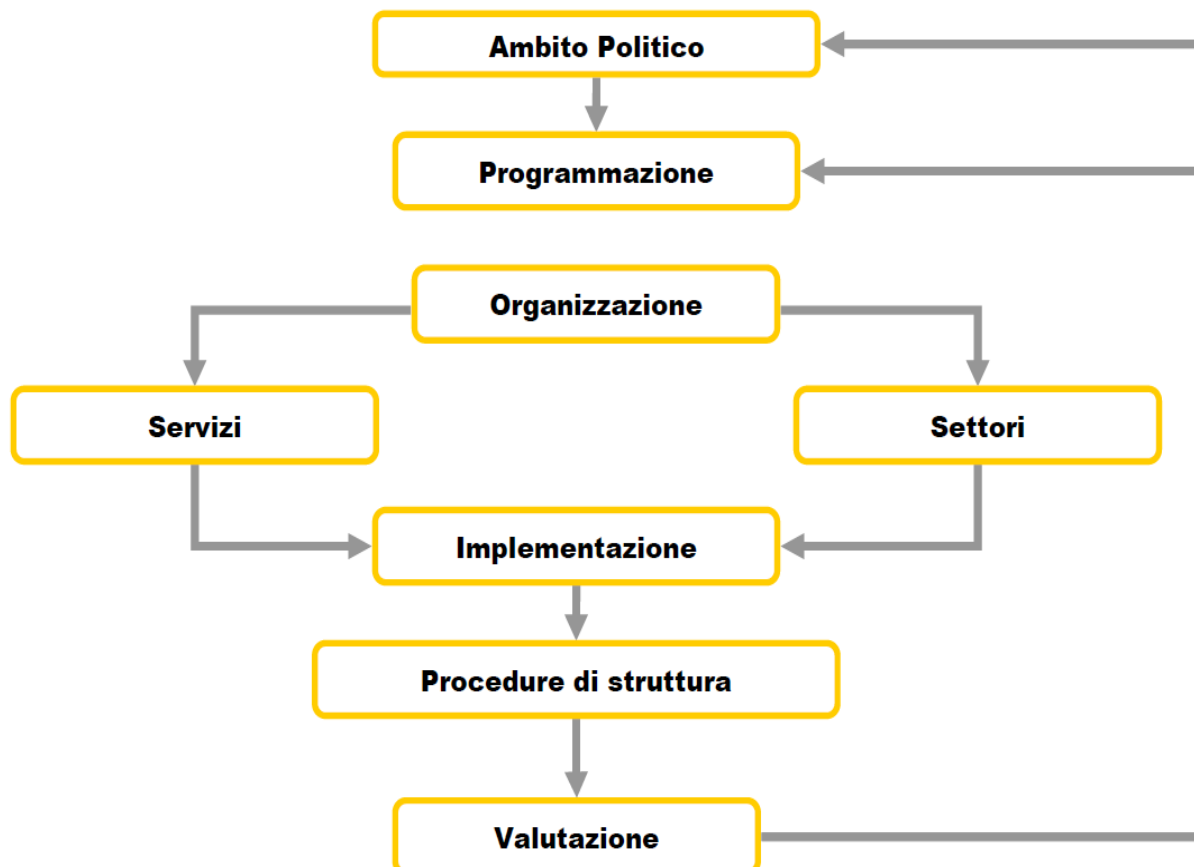 Ambito Politico
Programmazione
Organizzazione
Servizi
Settori
Implementazione
Procedure di struttura
Valutazione